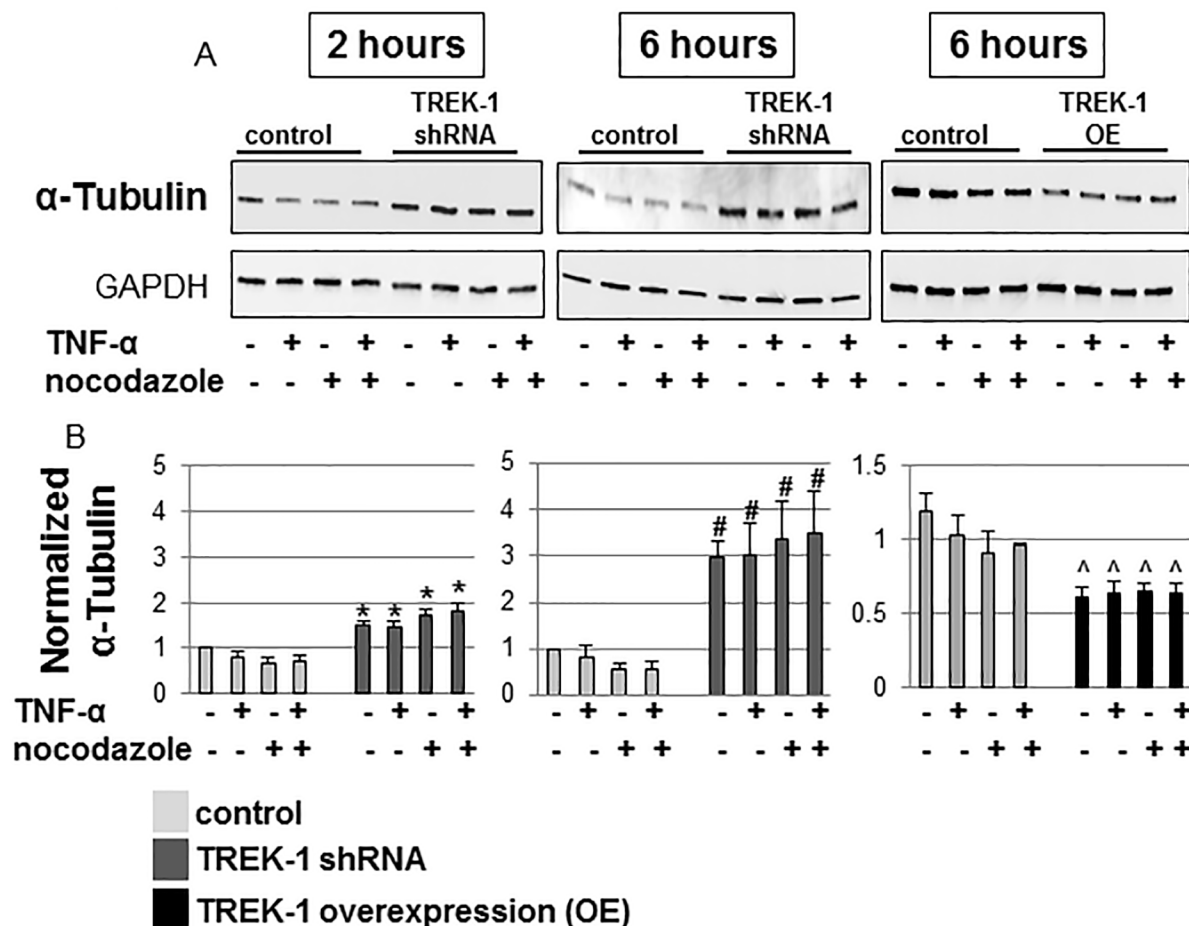 A
2 hours
6 hours
6 hours
control
TREK-1
shRNA
control
TREK-1
shRNA
control
TREK-1
OE
α-Tubulin
GAPDH
TNF-α - + - + - + - + - + - + - + - + - + - + - + - +
nocodazole - - + + - - + + - - + + - - + + - - + + - - + +
B
Normalized
α-Tubulin
5
4
3
2
1
0
* * * *
5
4
3
2
1
0
# # # #
1.5
1
0.5
0
^ ^ ^ ^
TNF-α - + - + - + - + - + - + - + - + - + - + - + - +
nocodazole - - + + - - + + - - + + - - + + - - + + - - + +
control
TREK-1 shRNA
TREK-1 overexpression (OE)